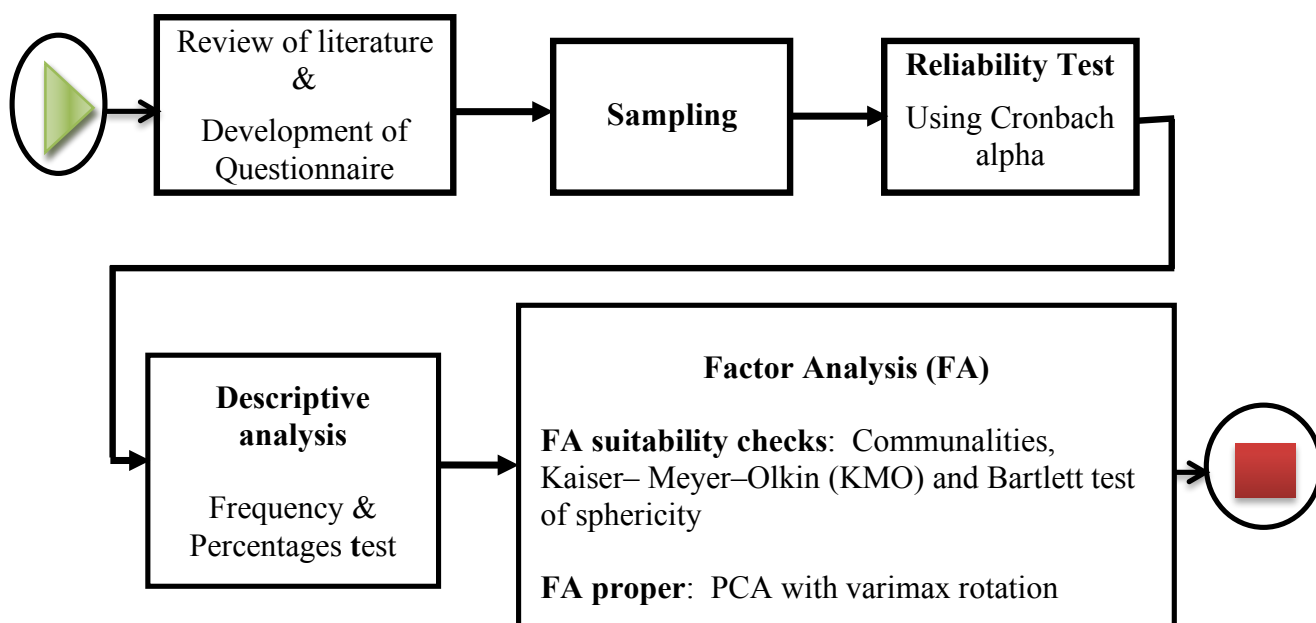 Review of literature
&
Development of
Questionnaire
Sampling
Reliability Test
Using Cronbach
alpha
Descriptive
analysis
Frequency &
Percentages test
Factor Analysis (FA)
FA suitability checks: Communalities,
Kaiser– Meyer–Olkin (KMO) and Bartlett test
of sphericity
FA proper: PCA with varimax rotation